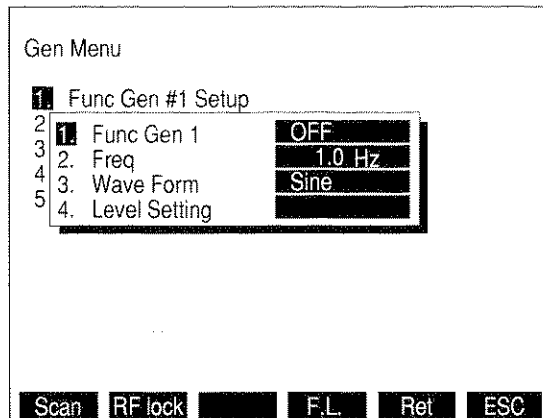 Gen Menu
1. Func Gen #1 Setup
2
3
4
5
1. Func Gen 1 OFF
2. Freq 1.0 Hz
3. Wave Form Sine
4. Level Setting
Scan RF lock F.L. Ret ESC